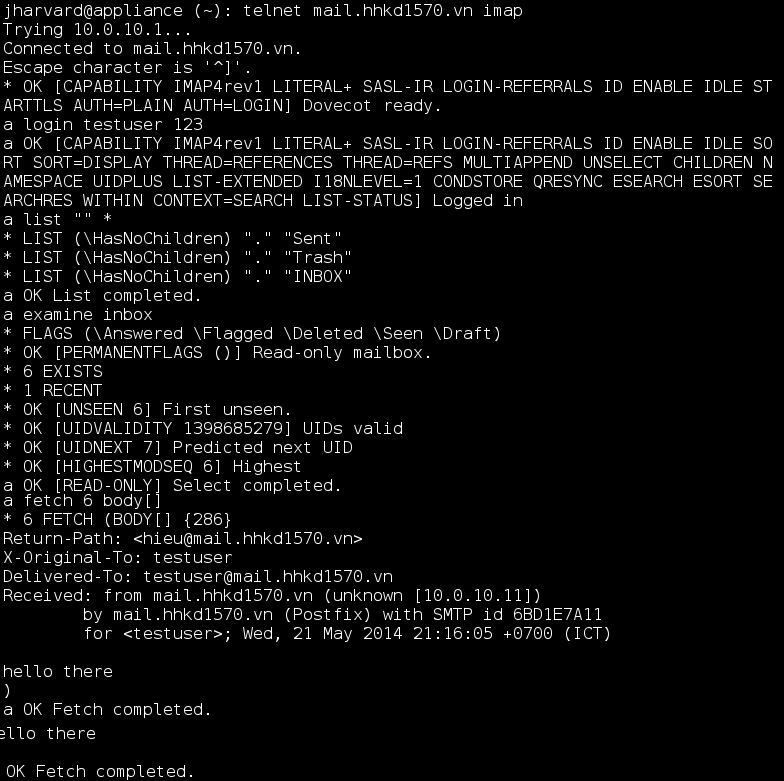 jharvard@appliance (~): telnet mail.hhkd1570.vn imap
Trying 10.0.10.1...
Connected to mail.hhkd1570.vn.
Escape character is '^]'.
* OK [CAPABILITY IMAP4rev1 LITERAL+ SASL-IR LOGIN-REFERRALS ID ENABLE IDLE ST
ARTTLS AUTH=PLAIN AUTH=LOGIN] Dovecot ready.
a login testuser 123
a OK [CAPABILITY IMAP4rev1 LITERAL+ SASL-IR LOGIN-REFERRALS ID ENABLE IDLE SO
RT SORT=DISPLAY THREAD=REFERENCES THREAD=REFS MULTIAPPEND UNSELECT CHILDREN N
AMESPACE UIDPLUS LIST-EXTENDED I18NLEVEL=1 CONDSTORE QRESYNC ESEARCH ESORT SE
ARCHRES WITHIN CONTEXT=SEARCH LIST-STATUS] Logged in
a list "" *
* LIST (\HasNoChildren) "." "Sent"
* LIST (\HasNoChildren) "." "Trash"
* LIST (\HasNoChildren) "." "INBOX"
a OK List completed.
a examine inbox
* FLAGS (\Answered \Flagged \Deleted \Seen \Draft)
* OK [PERMANENTFLAGS ()] Read-only mailbox.
* 6 EXISTS
* 1 RECENT
* OK [UNSEEN 6] First unseen.
* OK [UIDVALIDITY 1398685279] UIDs valid
* OK [UIDNEXT 7] Predicted next UID
* OK [HIGHESTMODSEQ 6] Highest
a OK [READ-ONLY] Select completed.
a fetch 6 body[]
* 6 FETCH (BODY[] {286}
Return-Path: <hieu@mail.hhkd1570.vn>
X-Original-To: testuser
Delivered-To: testuser@mail.hhkd1570.vn
Received: from mail.hhkd1570.vn (unknown [10.0.10.11])
        by mail.hhkd1570.vn (Postfix) with SMTP id 6BD1E7A11
        for <testuser>; Wed, 21 May 2014 21:16:05 +0700 (ICT)

hello there
)
a OK Fetch completed.
ello there

OK Fetch completed.